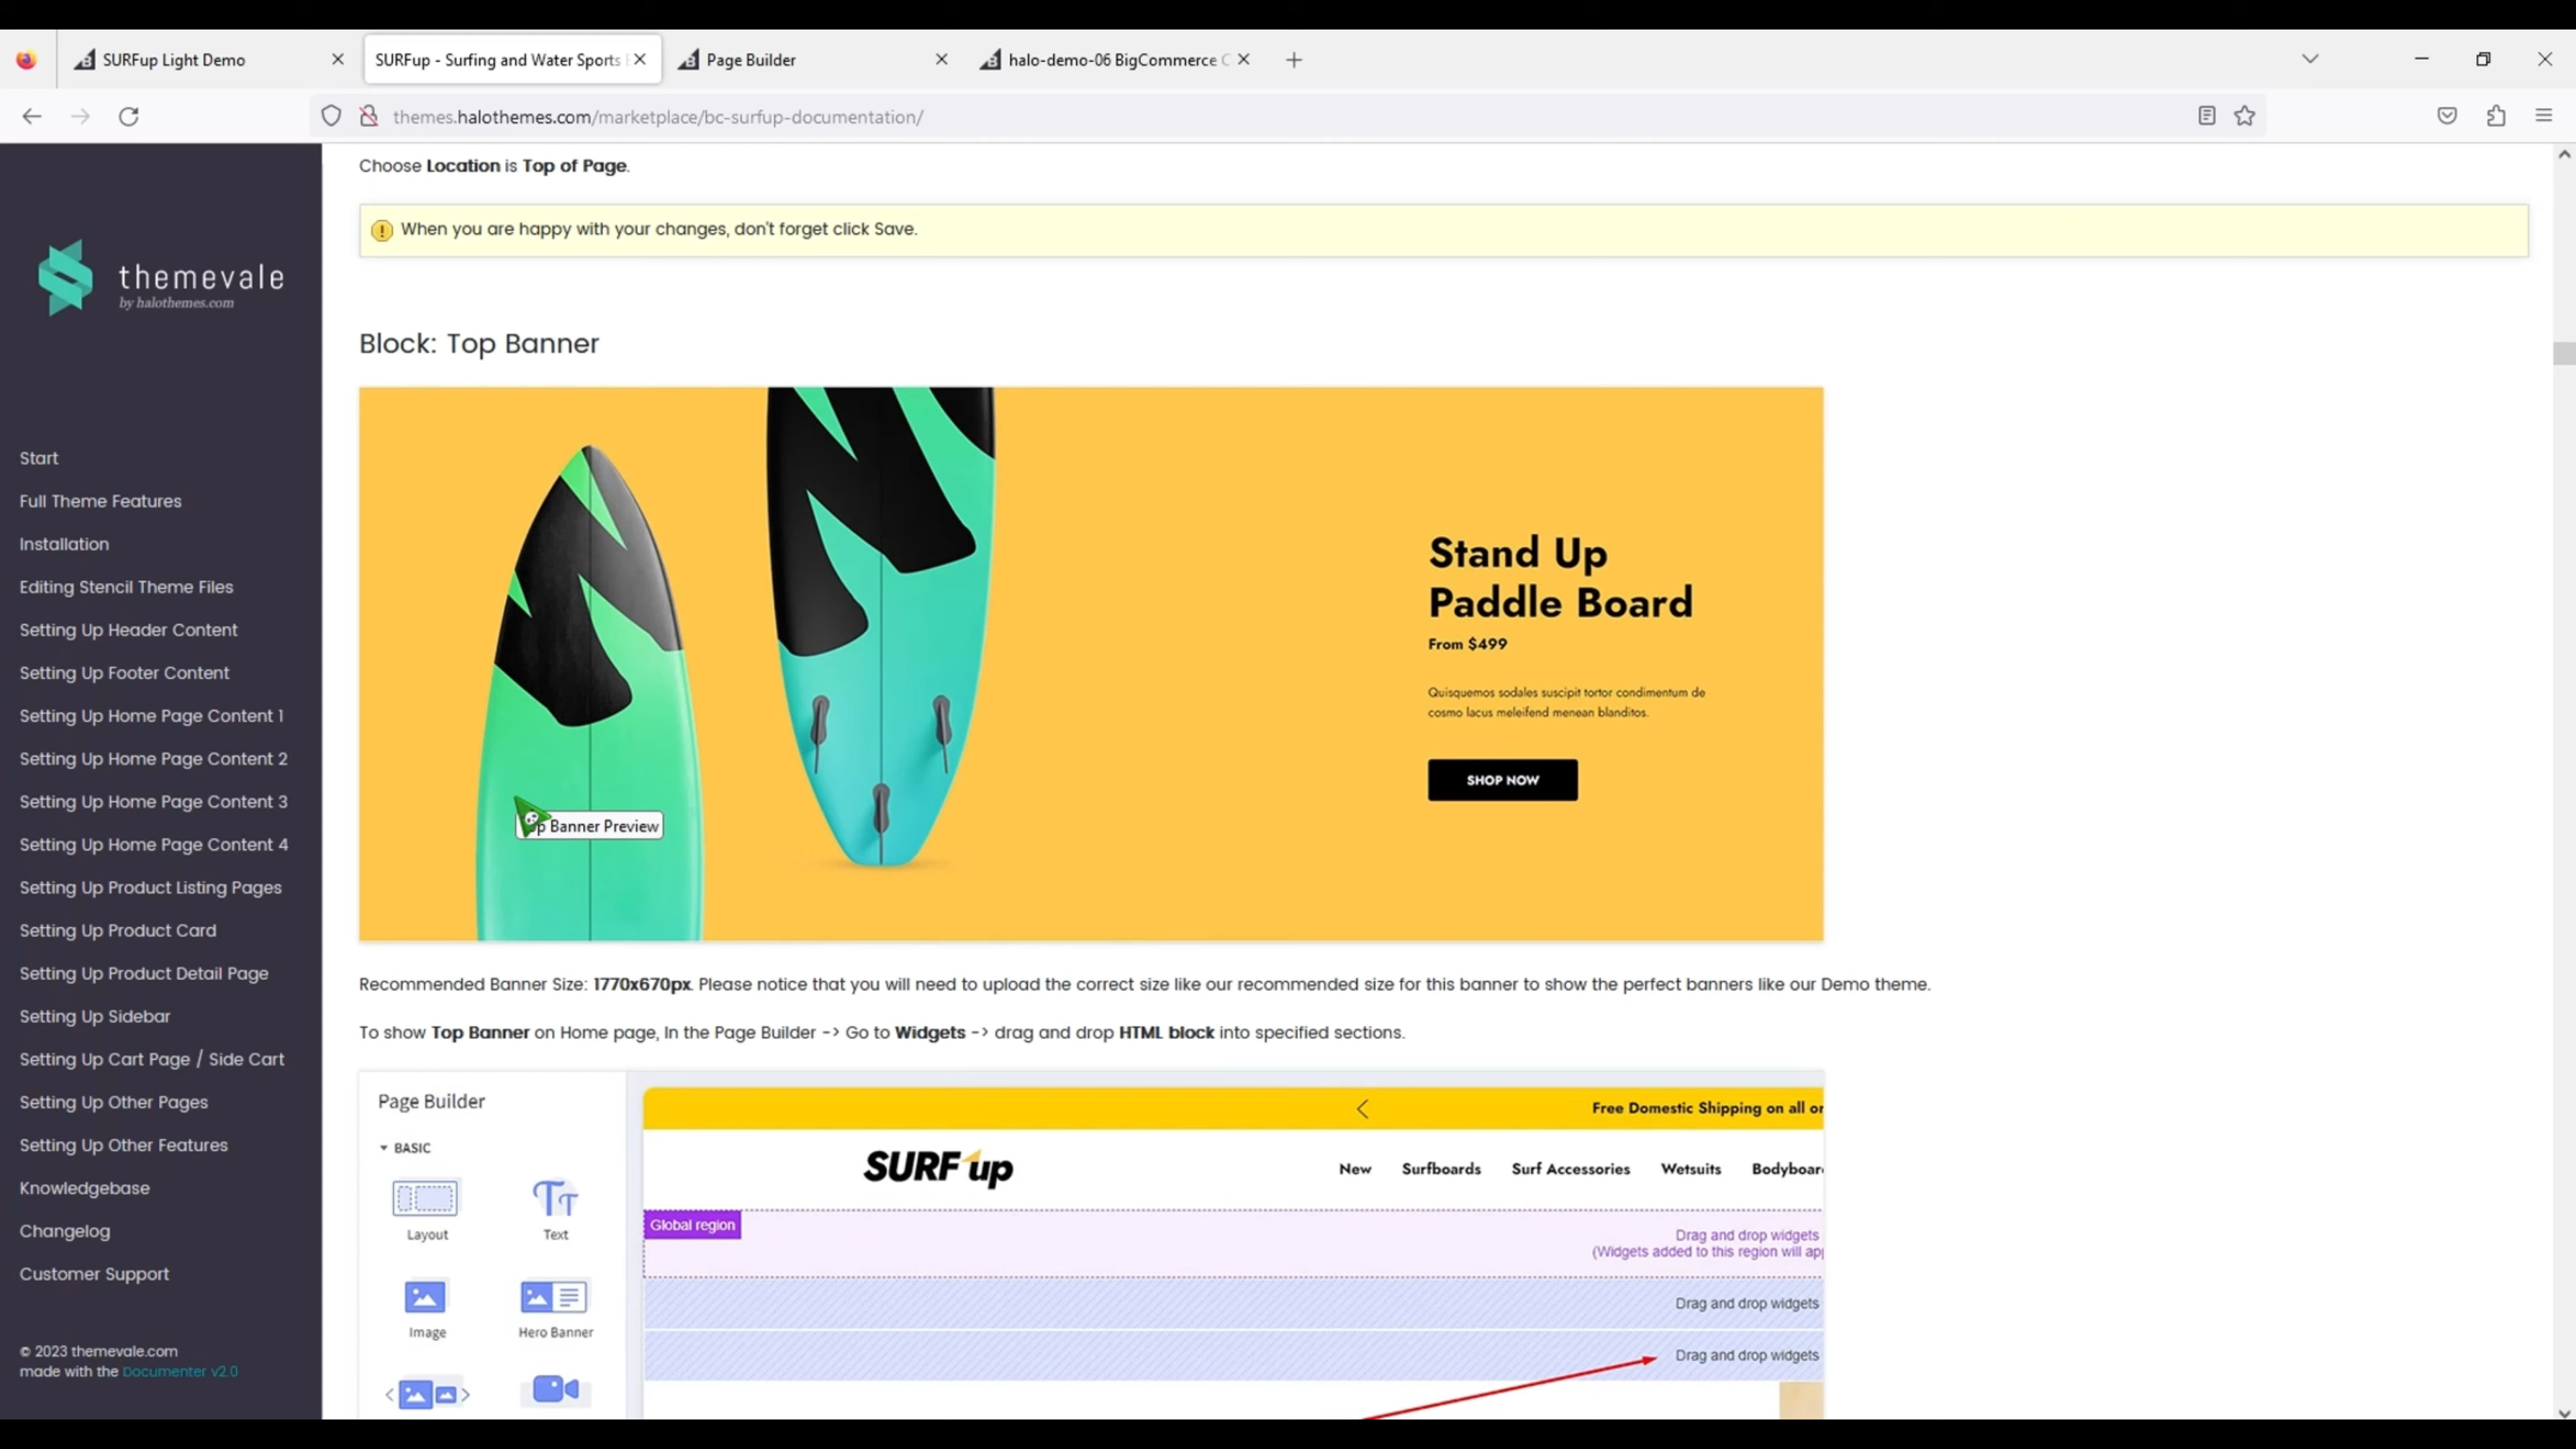 SURFup Light Demo
SURFup - Surfing and Water Sports
Page Builder
halo-demo-06 BigCommerce C
themes.halothemes.com/marketplace/bc-surfup-documentation/
themevale
by halothemes.com
Start
Full Theme Features
Installation
Editing Stencil Theme Files
Setting Up Header Content
Setting Up Footer Content
Setting Up Home Page Content 1
Setting Up Home Page Content 2
Setting Up Home Page Content 3
Setting Up Home Page Content 4
Setting Up Product Listing Pages
Setting Up Product Card
Setting Up Product Detail Page
Setting Up Sidebar
Setting Up Cart Page / Side Cart
Setting Up Other Pages
Setting Up Other Features
Knowledgebase
Changelog
Customer Support
© 2023 themevale.com
made with the Documenter v2.0
Choose Location is Top of Page.
When you are happy with your changes, don't forget click Save.
Block: Top Banner
Stand Up
Paddle Board
From $499
Quisquemos sodales suscipit tortor condimentum de
cosmo lacus meleifend menean blanditos.
SHOP NOW
Banner Preview
Recommended Banner Size: 1770x670px. Please notice that you will need to upload the correct size like our recommended size for this banner to show the perfect banners like our Demo theme.
To show Top Banner on Home page, In the Page Builder -> Go to Widgets -> drag and drop HTML block into specified sections.
Page Builder
BASIC
Layout
Text
Image
Hero Banner
Free Domestic Shipping on all or
SURF up
New
Surfboards
Surf Accessories
Wetsuits
Bodyboar
Global region
Drag and drop widgets
(Widgets added to this region will app
Drag and drop widgets
Drag and drop widgets